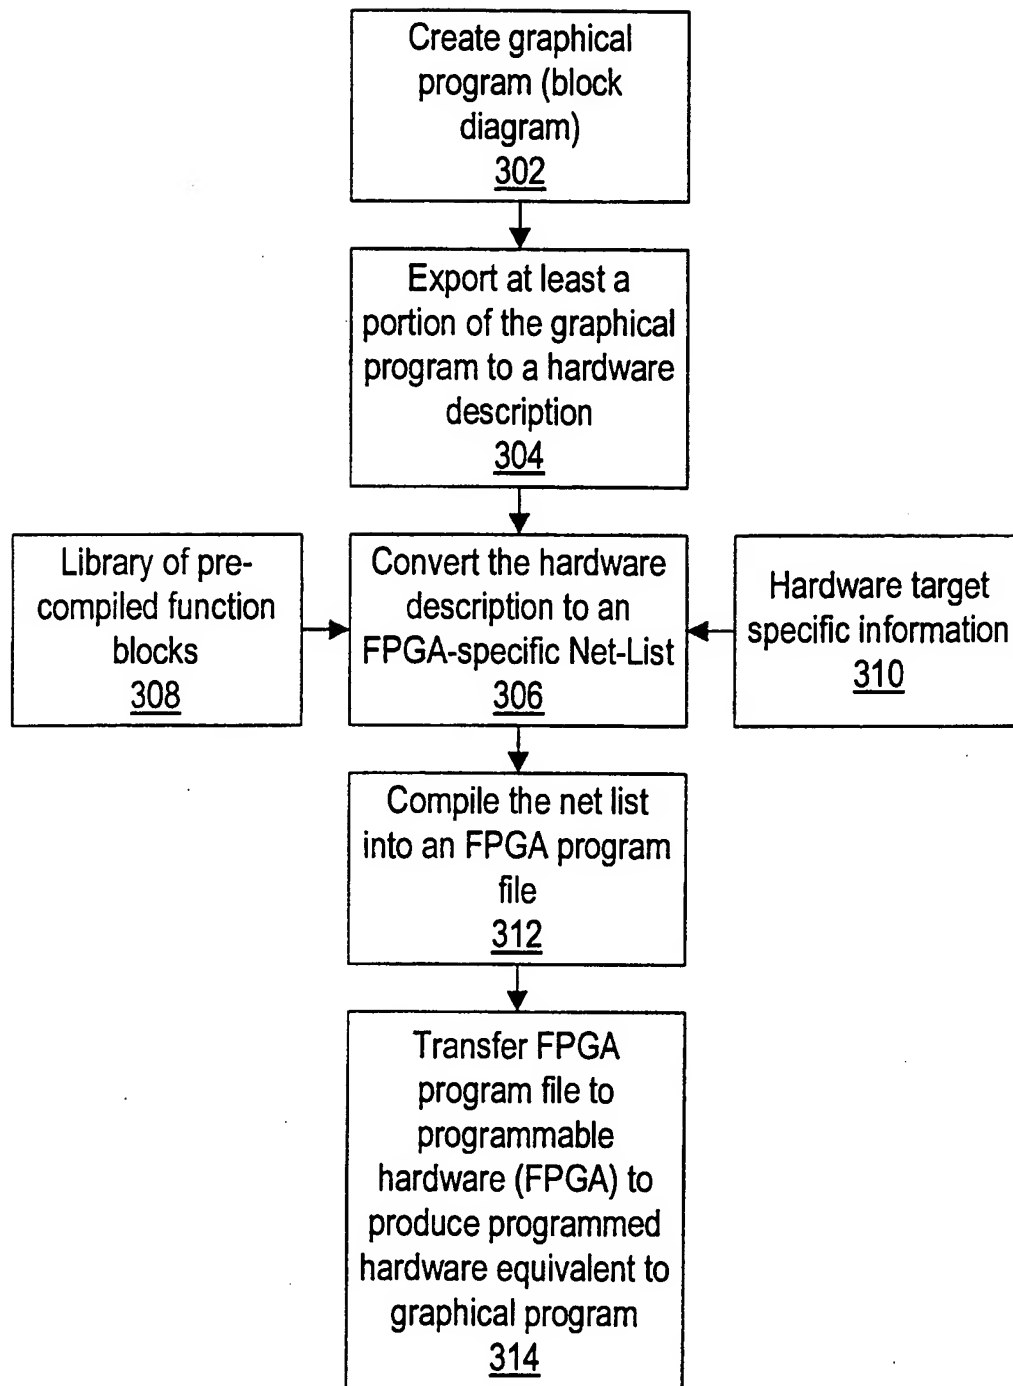 Create graphical
program (block
diagram)
302
Export at least a
portion of the graphical
program to a hardware
description
304
Library of pre-
compiled function
blocks
308
Convert the hardware
description to an
FPGA-specific Net-List
306
Hardware target
specific information
310
Compile the net list
into an FPGA program
file
312
Transfer FPGA
program file to
programmable
hardware (FPGA) to
produce programmed
hardware equivalent to
graphical program
314